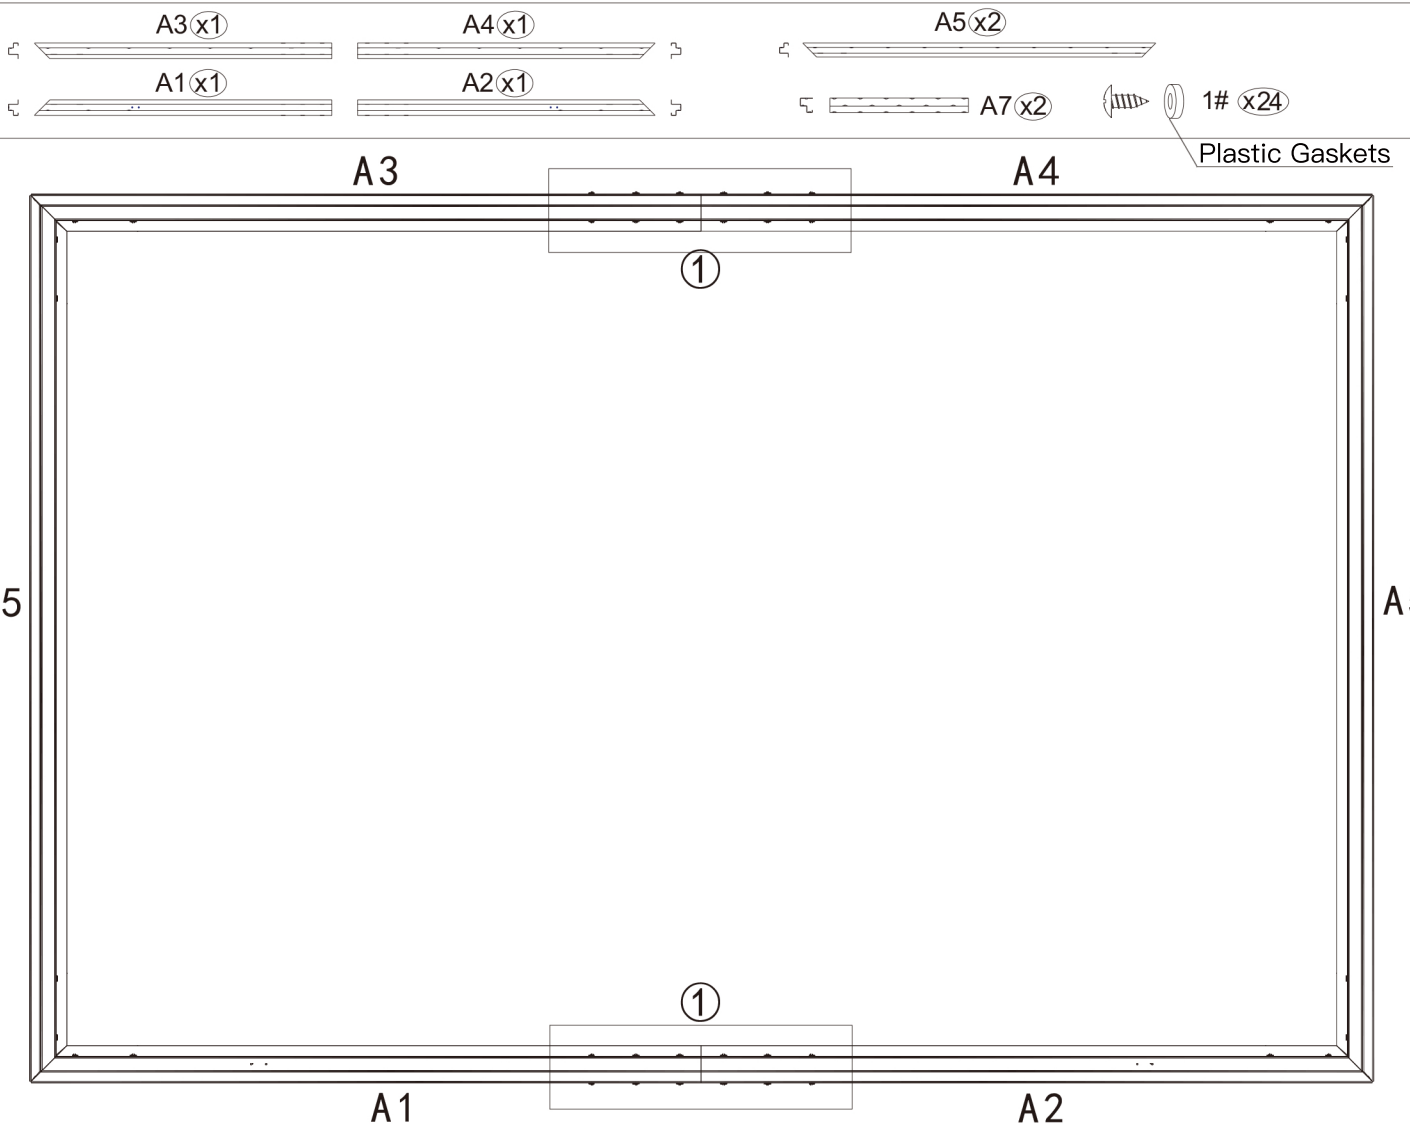 A3 x1
A4 x1
A5 x2
A1 x1
A2 x1
A7 x2
1# x24
Plastic Gaskets
A3
A4
①
5
A
①
A1
A2